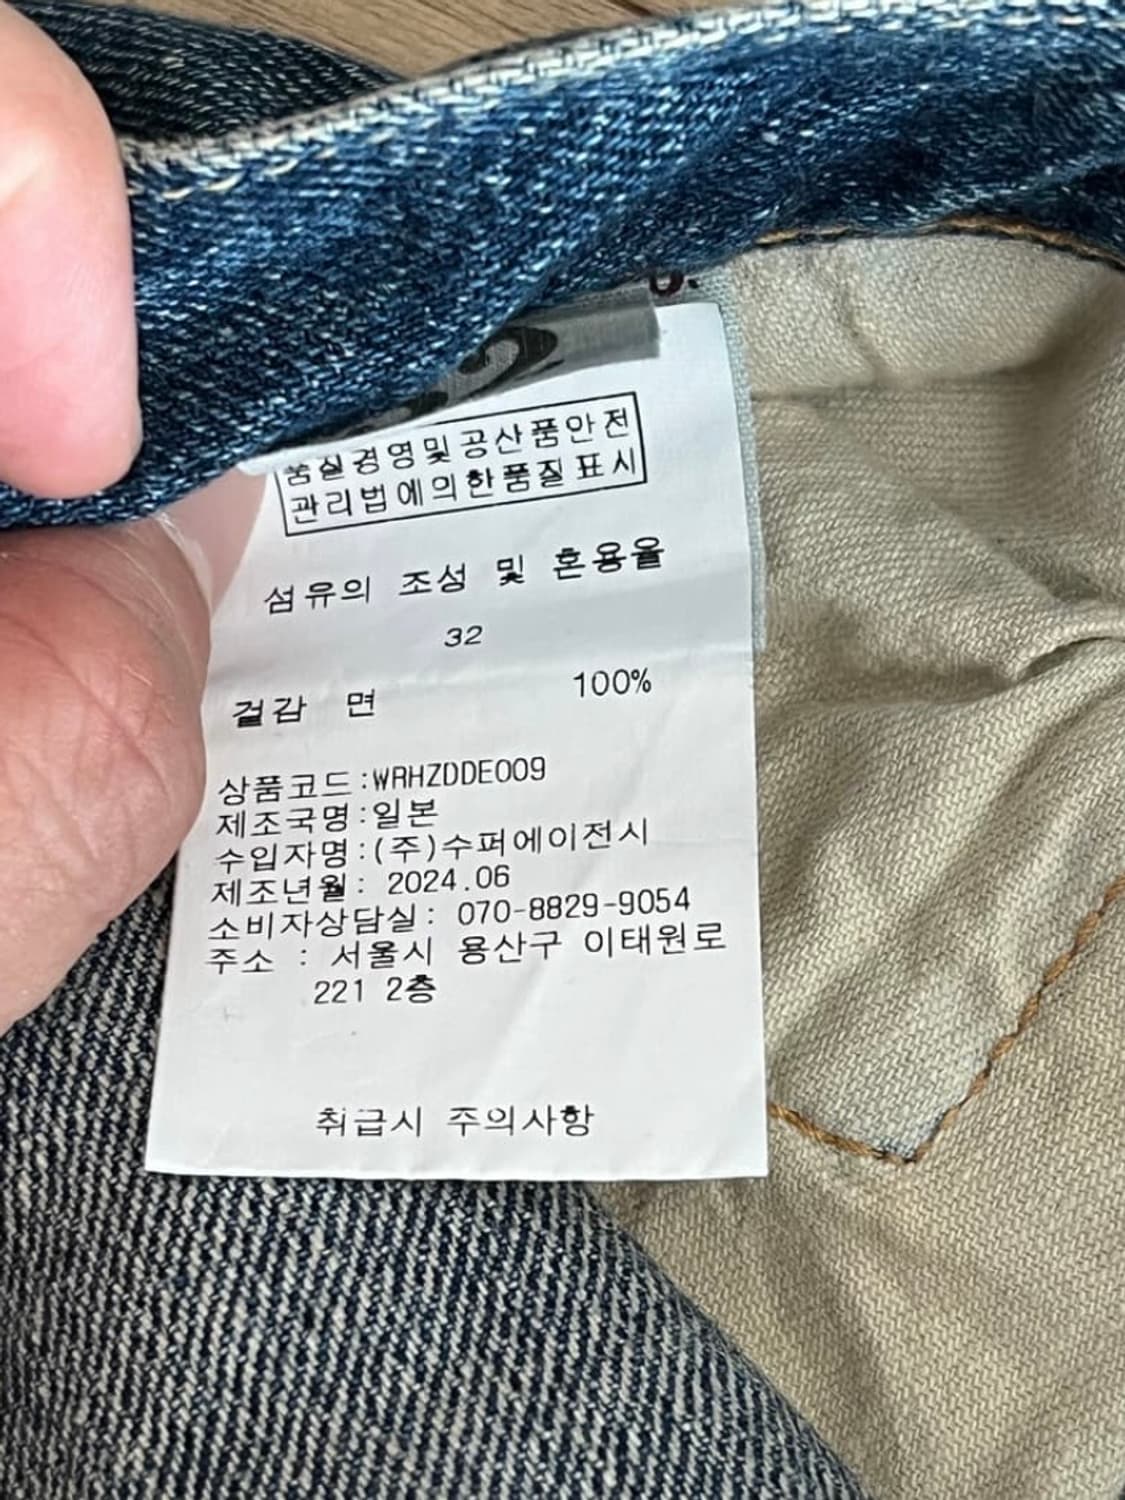 품질경영및공산품안전
관리법에의한품질표시
섬유의 조성 및 혼용율
32
겉감 면 100%
상품코드:WRHZDDE009
제조국명:일본
수입자명:(주)수퍼에이전시
제조년월: 2024.06
소비자상담실: 070-8829-9054
주소 : 서울시 용산구 이태원로
221 2층
취급시 주의사항